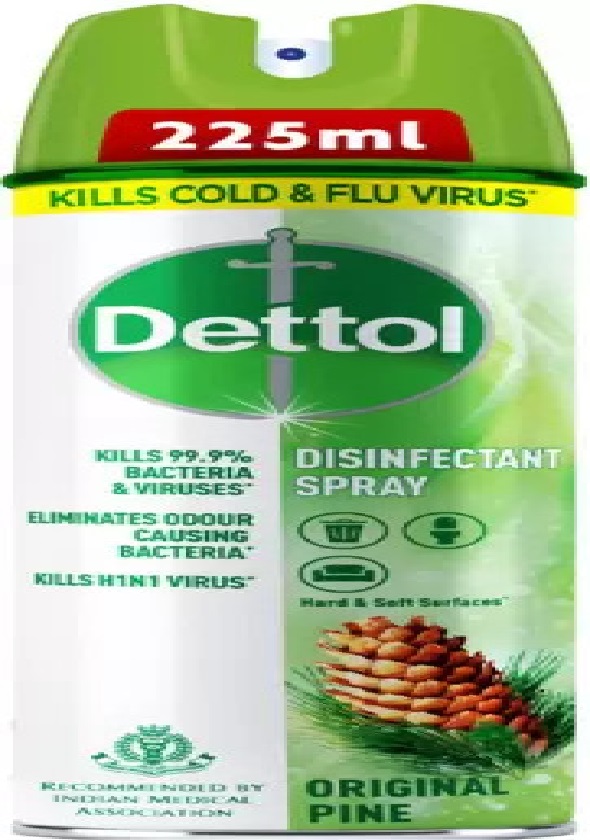 225ml
KILLS COLD & FLU VIRUS*
Dettol
KILLS 99.9%
BACTERIA
& VIRUSES*
ELIMINATES ODOUR
CAUSING
BACTERIA*
KILLS H1N1 VIRUS*
DISINFECTANT
SPRAY
Hard & Soft Surfaces*
RECOMMENDED BY
INDIAN MEDICAL
ASSOCIATION
ORIGINAL
PINE